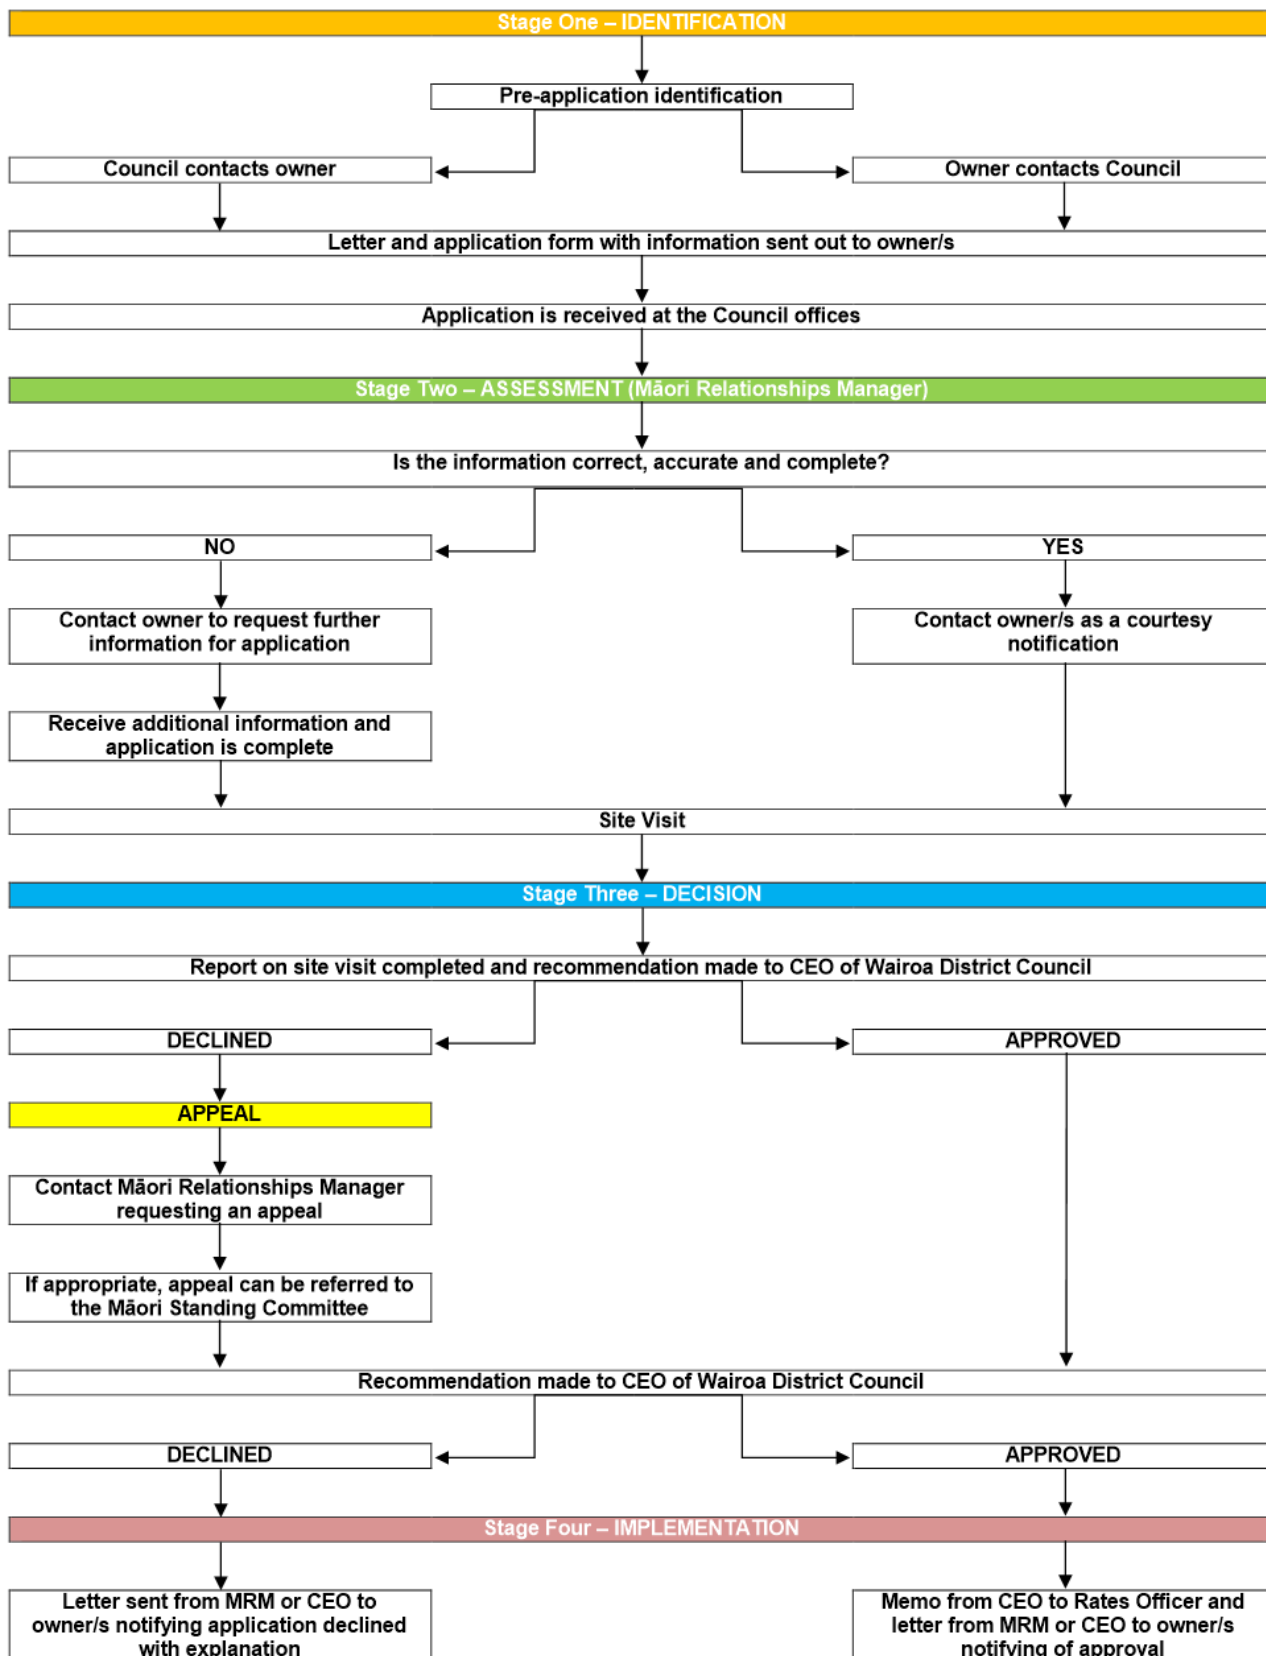 Stage One – IDENTIFICATION
Pre-application identification
Council contacts owner
Owner contacts Council
Letter and application form with information sent out to owner/s
Application is received at the Council offices
Stage Two – ASSESSMENT (Māori Relationships Manager)
Is the information correct, accurate and complete?
NO
YES
Contact owner to request further
information for application
Contact owner/s as a courtesy
notification
Receive additional information and
application is complete
Site Visit
Stage Three – DECISION
Report on site visit completed and recommendation made to CEO of Wairoa District Council
DECLINED
APPROVED
APPEAL
Contact Māori Relationships Manager
requesting an appeal
If appropriate, appeal can be referred to
the Māori Standing Committee
Recommendation made to CEO of Wairoa District Council
DECLINED
APPROVED
Stage Four – IMPLEMENTATION
Letter sent from MRM or CEO to
owner/s notifying application declined
with explanation
Memo from CEO to Rates Officer and
letter from MRM or CEO to owner/s
notifying of approval